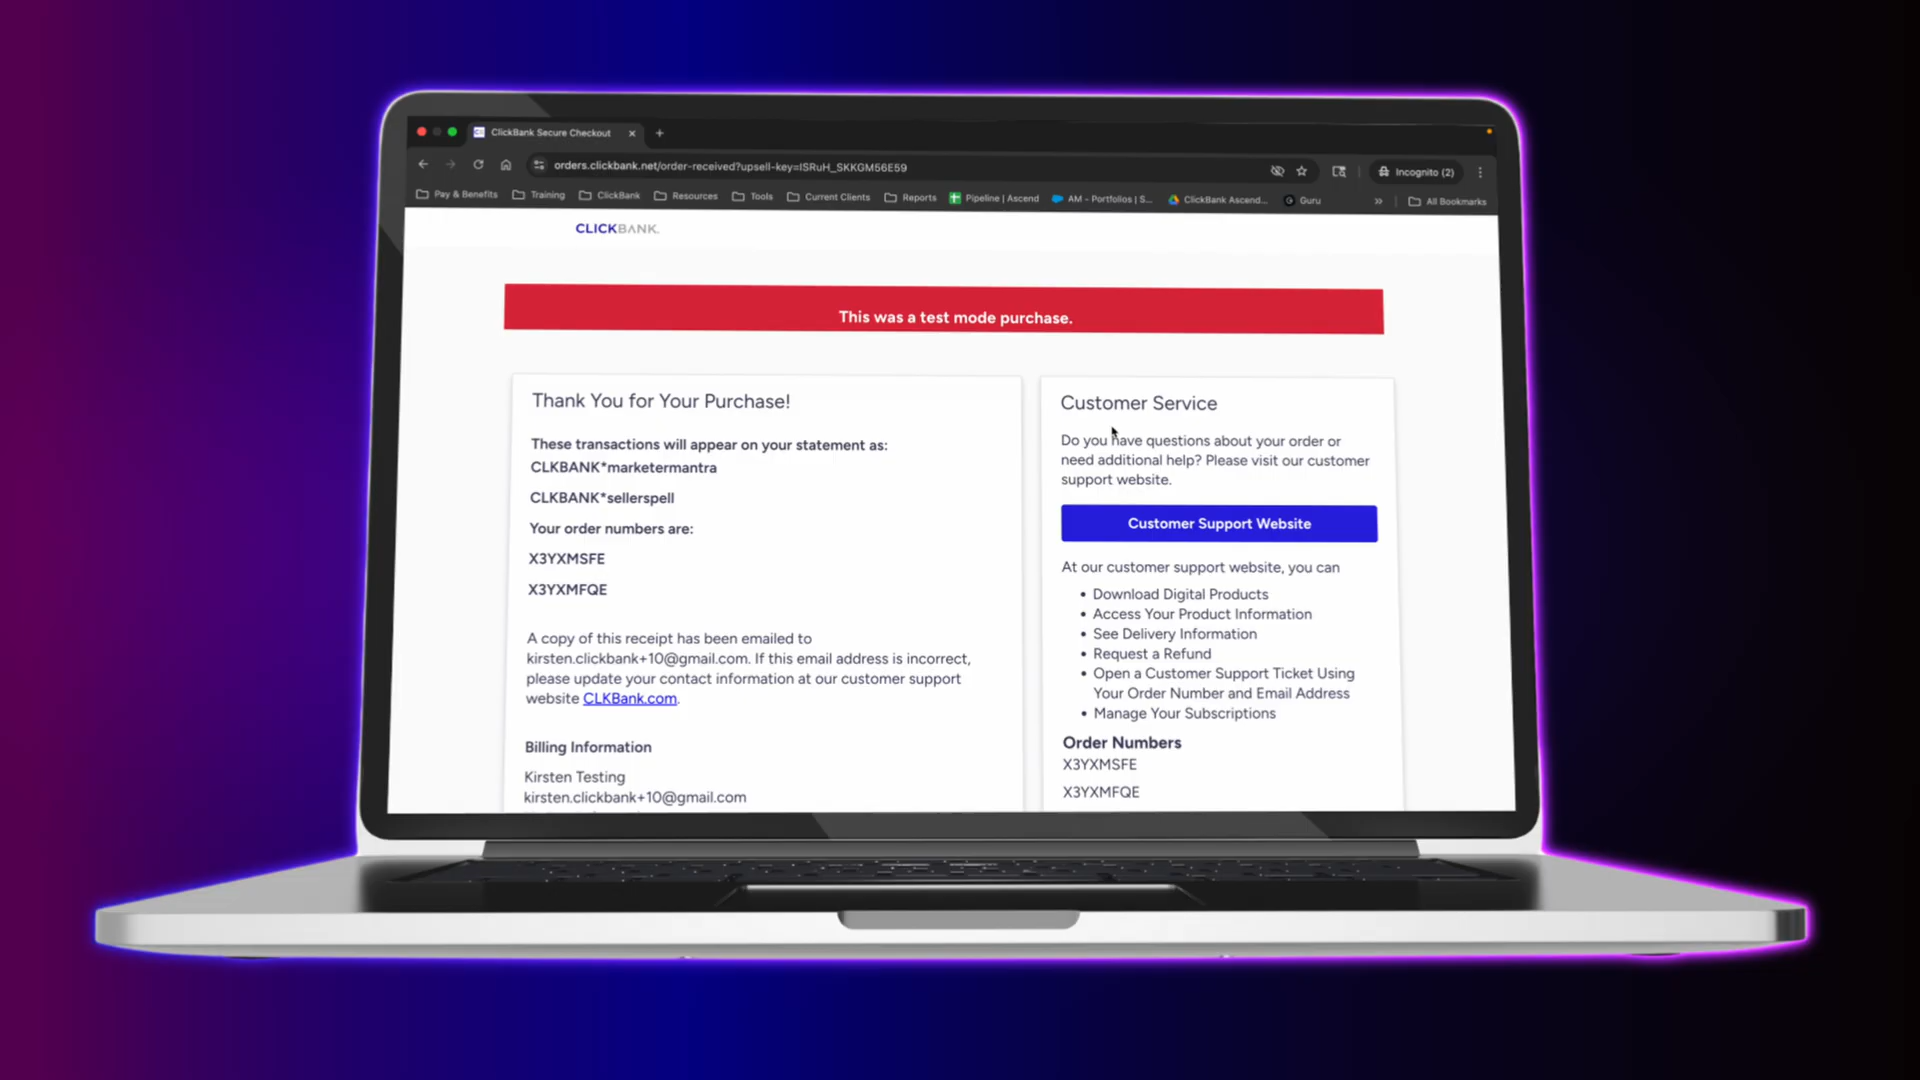 ClickBank Secure Checkout
orders.clickbank.net/order-received?upsell-key=ISRuH_SKKGM56E59
Incognito (2)
Pay & Benefits
Training
ClickBank
Resources
Tools
Current Clients
Reports
Pipeline | Ascend
AM - Portfolios | S...
ClickBank Ascend...
Guru
All Bookmarks
CLICKBANK.
This was a test mode purchase.
Thank You for Your Purchase!
These transactions will appear on your statement as:
CLKBANK*marketermantra
CLKBANK*sellerspell
Your order numbers are:
X3YXMSFE
X3YXMFQE
A copy of this receipt has been emailed to
kirsten.clickbank+10@gmail.com. If this email address is incorrect,
please update your contact information at our customer support
website CLKBank.com.
Billing Information
Kirsten Testing
kirsten.clickbank+10@gmail.com
Customer Service
Do you have questions about your order or
need additional help? Please visit our customer
support website.
Customer Support Website
At our customer support website, you can
• Download Digital Products
• Access Your Product Information
• See Delivery Information
• Request a Refund
• Open a Customer Support Ticket Using
Your Order Number and Email Address
• Manage Your Subscriptions
Order Numbers
X3YXMSFE
X3YXMFQE